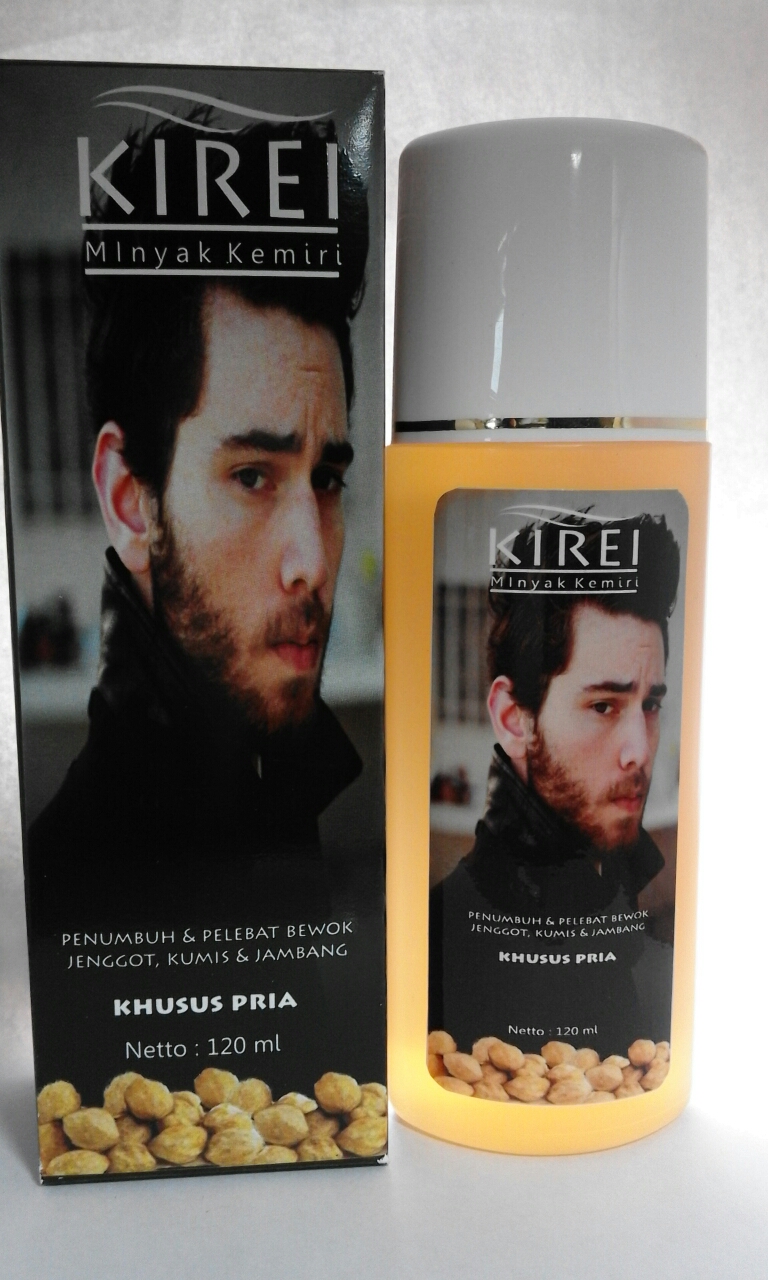 KIREI
MInyak Kemiri
PENUMBUH & PELEBAT BEWOK
JENGGOT, KUMIS & JAMBANG
KHUSUS PRIA
Netto : 120 ml
KIREI
MInyak Kemiri
PENUMBUH & PELEBAT BEWOK
JENGGOT, KUMIS & JAMBANG
KHUSUS PRIA
Netto : 120 ml